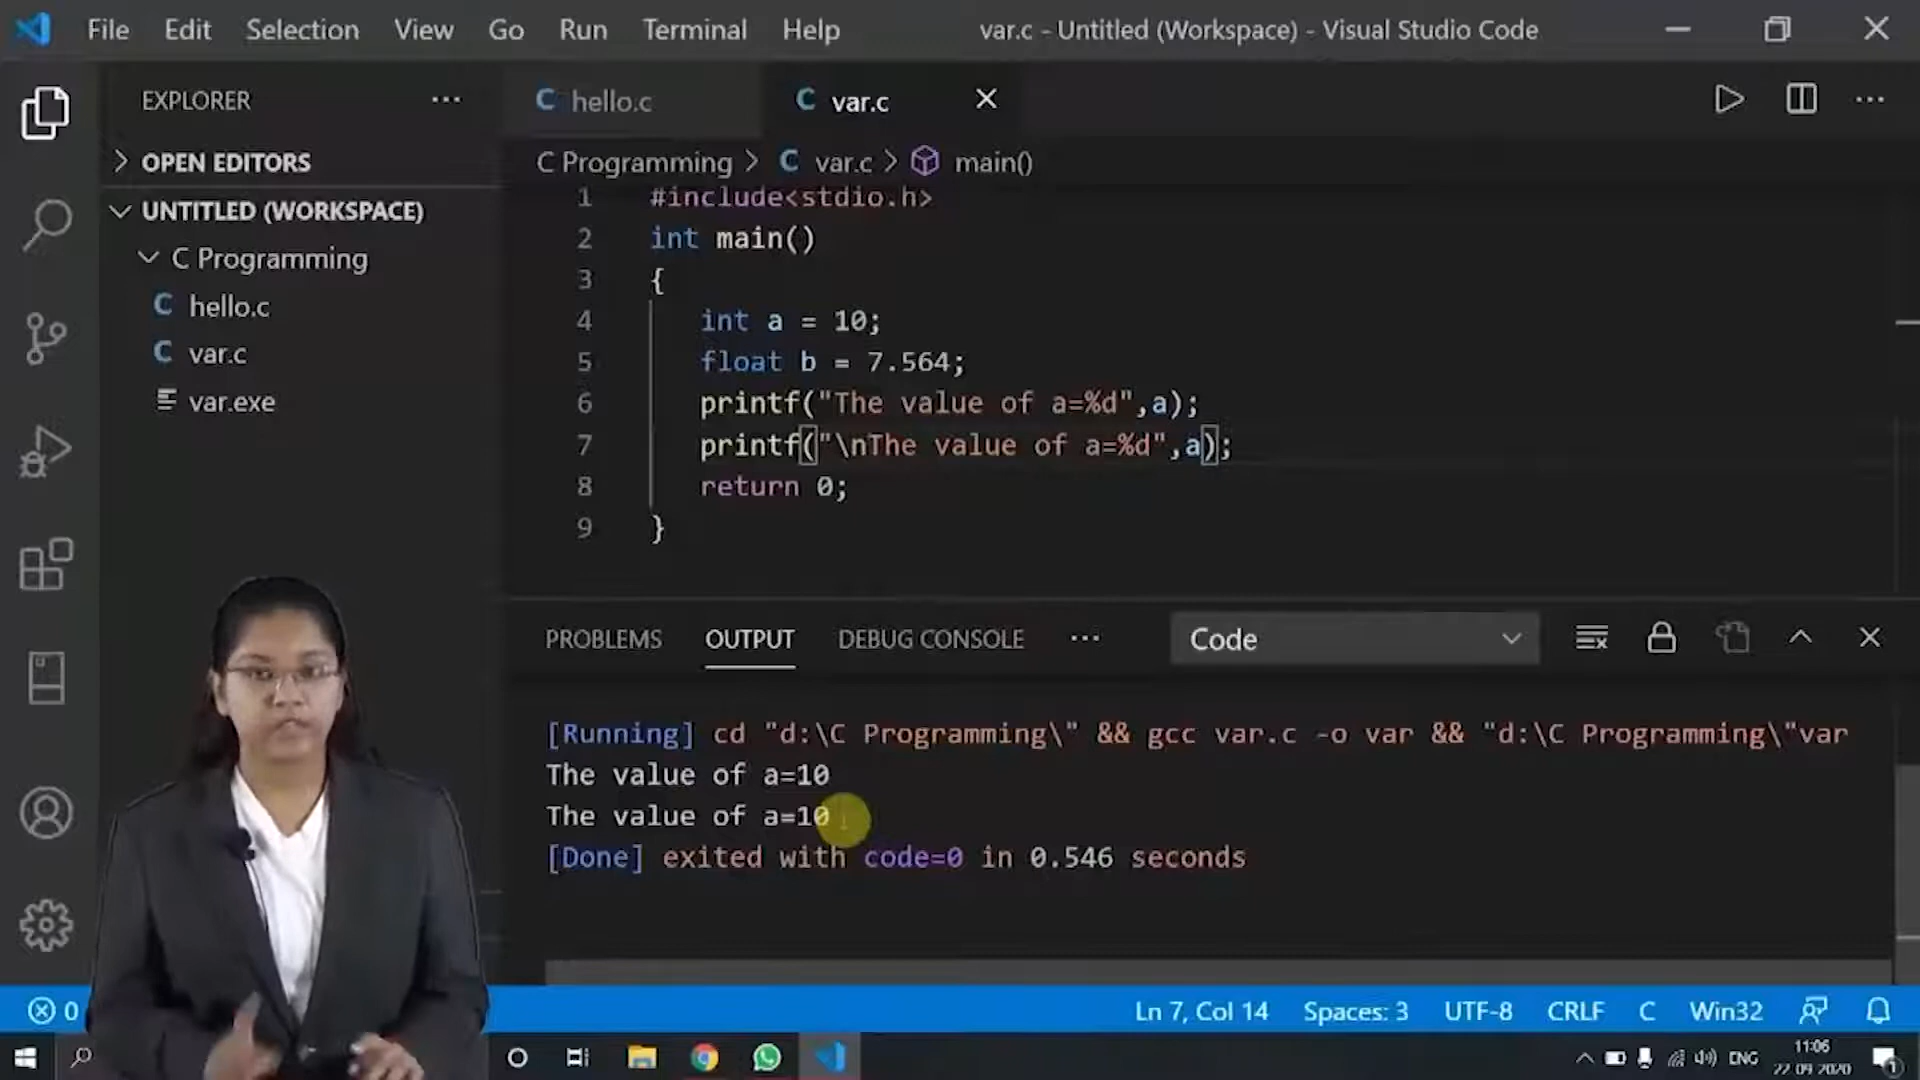 File Edit Selection View Go Run Terminal Help var.c - Untitled (Workspace) - Visual Studio Code
EXPLORER
hello.c
var.c
OPEN EDITORS
C Programming > C var.c > main()
UNTITLED (WORKSPACE)
C Programming
C hello.c
C var.c
var.exe
1 #include<stdio.h>
2 int main()
3 {
4 int a = 10;
5 float b = 7.564;
6 printf("The value of a=%d",a);
7 printf("\nThe value of a=%d",a);
8 return 0;
9 }
PROBLEMS OUTPUT DEBUG CONSOLE ... Code
[Running] cd "d:\C Programming\" && gcc var.c -o var && "d:\C Programming\"var
The value of a=10
The value of a=10
[Done] exited with code=0 in 0.546 seconds
0 Ln 7, Col 14 Spaces: 3 UTF-8 CRLF C Win32
ENG
11:06
22-09-2020
1